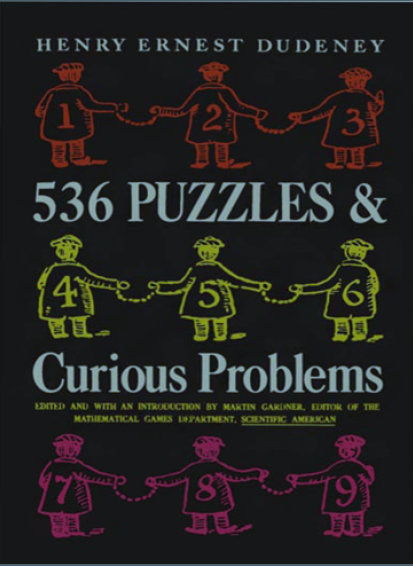 HENRY ERNEST DUDENEY
1 2 3
536 PUZZLES &
4 5 6
Curious Problems
EDITED AND WITH AN INTRODUCTION BY MARTIN GARDNER, EDITOR OF THE
MATHEMATICAL GAMES DEPARTMENT, SCIENTIFIC AMERICAN
7 8 9